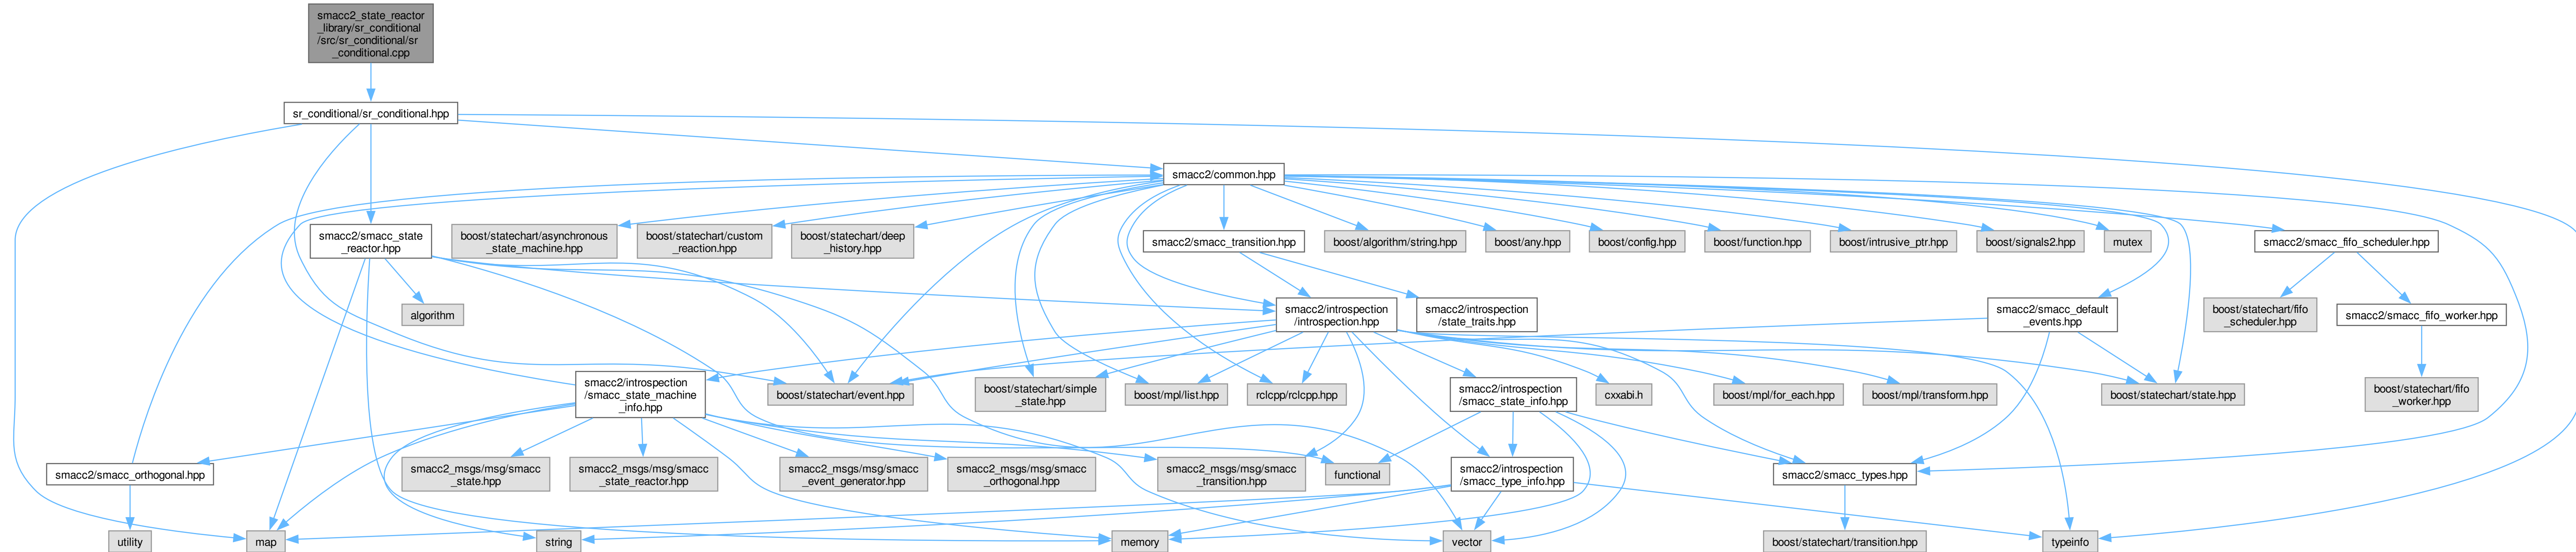 smacc2_state_reactor
_library/sr_conditional
/src/sr_conditional/sr
_conditional.cpp
sr_conditional/sr_conditional.hpp
smacc2/common.hpp
smacc2/smacc_state
_reactor.hpp
boost/statechart/asynchronous
_state_machine.hpp
boost/statechart/custom
_reaction.hpp
boost/statechart/deep
_history.hpp
smacc2/smacc_transition.hpp
boost/algorithm/string.hpp
boost/any.hpp
boost/config.hpp
boost/function.hpp
boost/intrusive_ptr.hpp
boost/signals2.hpp
mutex
smacc2/smacc_fifo_scheduler.hpp
algorithm
smacc2/introspection
/introspection.hpp
smacc2/introspection
/state_traits.hpp
smacc2/smacc_default
_events.hpp
boost/statechart/fifo
_scheduler.hpp
smacc2/smacc_fifo_worker.hpp
smacc2/introspection
/smacc_state_machine
_info.hpp
boost/statechart/event.hpp
boost/statechart/simple
_state.hpp
boost/mpl/list.hpp
rclcpp/rclcpp.hpp
smacc2/introspection
/smacc_state_info.hpp
cxxabi.h
boost/mpl/for_each.hpp
boost/mpl/transform.hpp
boost/statechart/state.hpp
boost/statechart/fifo
_worker.hpp
smacc2/smacc_orthogonal.hpp
smacc2_msgs/msg/smacc
_state.hpp
smacc2_msgs/msg/smacc
_state_reactor.hpp
smacc2_msgs/msg/smacc
_event_generator.hpp
smacc2_msgs/msg/smacc
_orthogonal.hpp
smacc2_msgs/msg/smacc
_transition.hpp
functional
smacc2/introspection
/smacc_type_info.hpp
smacc2/smacc_types.hpp
utility
map
string
memory
vector
boost/statechart/transition.hpp
typeinfo